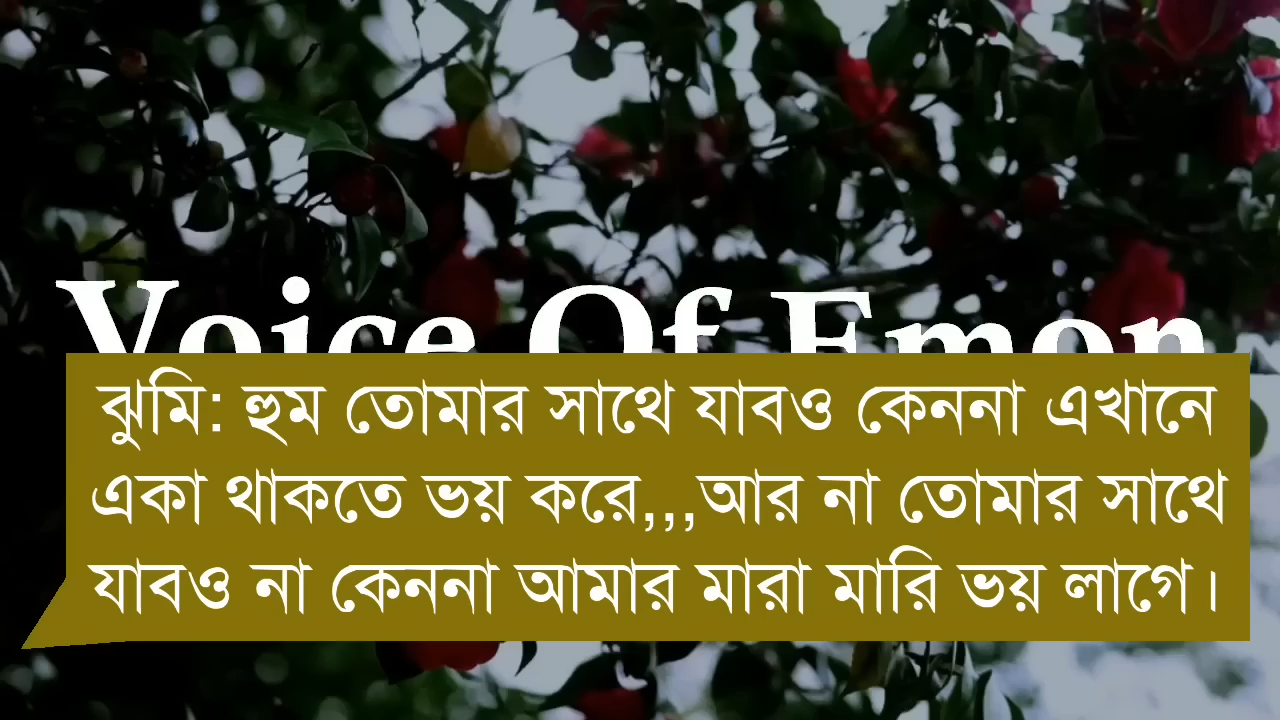 Voice Of Emon
ঝুমি: হুম তোমার সাথে যাবও কেননা এখানে
একা থাকতে ভয় করে,,,আর না তোমার সাথে
যাবও না কেননা আমার মারা মারি ভয় লাগে।